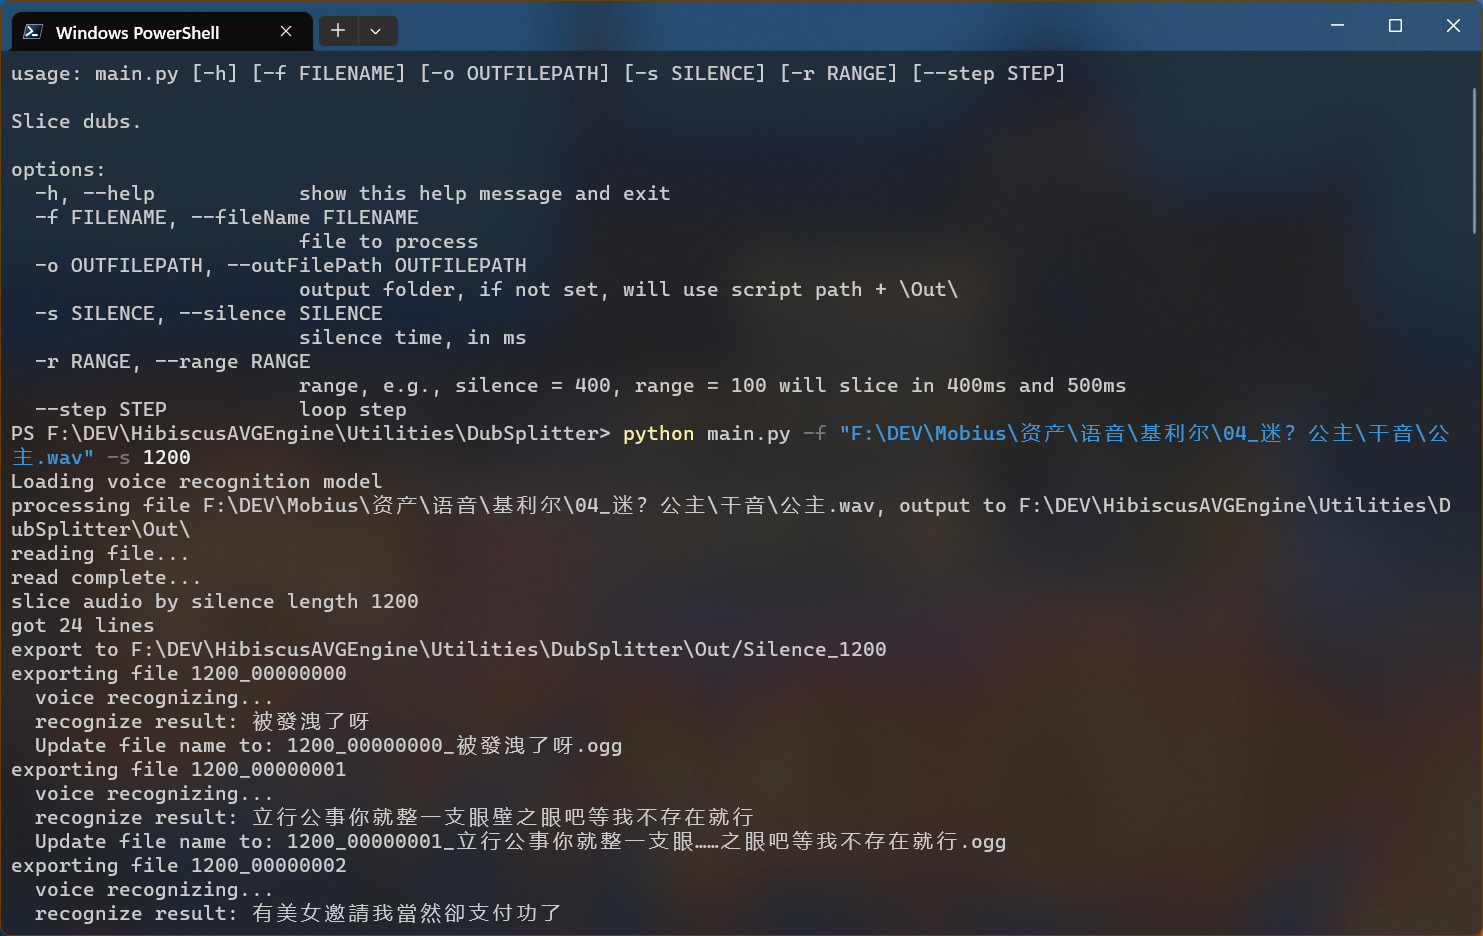 Windows PowerShell
usage: main.py [-h] [-f FILENAME] [-o OUTFILEPATH] [-s SILENCE] [-r RANGE] [--step STEP]
Slice dubs.
options:
-h, --help show this help message and exit
-f FILENAME, --fileName FILENAME
file to process
-o OUTFILEPATH, --outFilePath OUTFILEPATH
output folder, if not set, will use script path + \Out\
-s SILENCE, --silence SILENCE
silence time, in ms
-r RANGE, --range RANGE
range, e.g., silence = 400, range = 100 will slice in 400ms and 500ms
--step STEP loop step
PS F:\DEV\HibiscusAVGEngine\Utilities\DubSplitter> python main.py -f "F:\DEV\Mobius\资产\语音\基利尔\04_迷？公主\干音\公
主.wav" -s 1200
Loading voice recognition model
processing file F:\DEV\Mobius\资产\语音\基利尔\04_迷？公主\干音\公主.wav, output to F:\DEV\HibiscusAVGEngine\Utilities\D
ubSplitter\Out\
reading file...
read complete...
slice audio by silence length 1200
got 24 lines
export to F:\DEV\HibiscusAVGEngine\Utilities\DubSplitter\Out/Silence_1200
exporting file 1200_00000000
voice recognizing...
recognize result: 被發洩了呀
Update file name to: 1200_00000000_被發洩了呀.ogg
exporting file 1200_00000001
voice recognizing...
recognize result: 立行公事你就整一支眼壁之眼吧等我不存在就行
Update file name to: 1200_00000001_立行公事你就整一支眼……之眼吧等我不存在就行.ogg
exporting file 1200_00000002
voice recognizing...
recognize result: 有美女邀請我當然卻支付功了